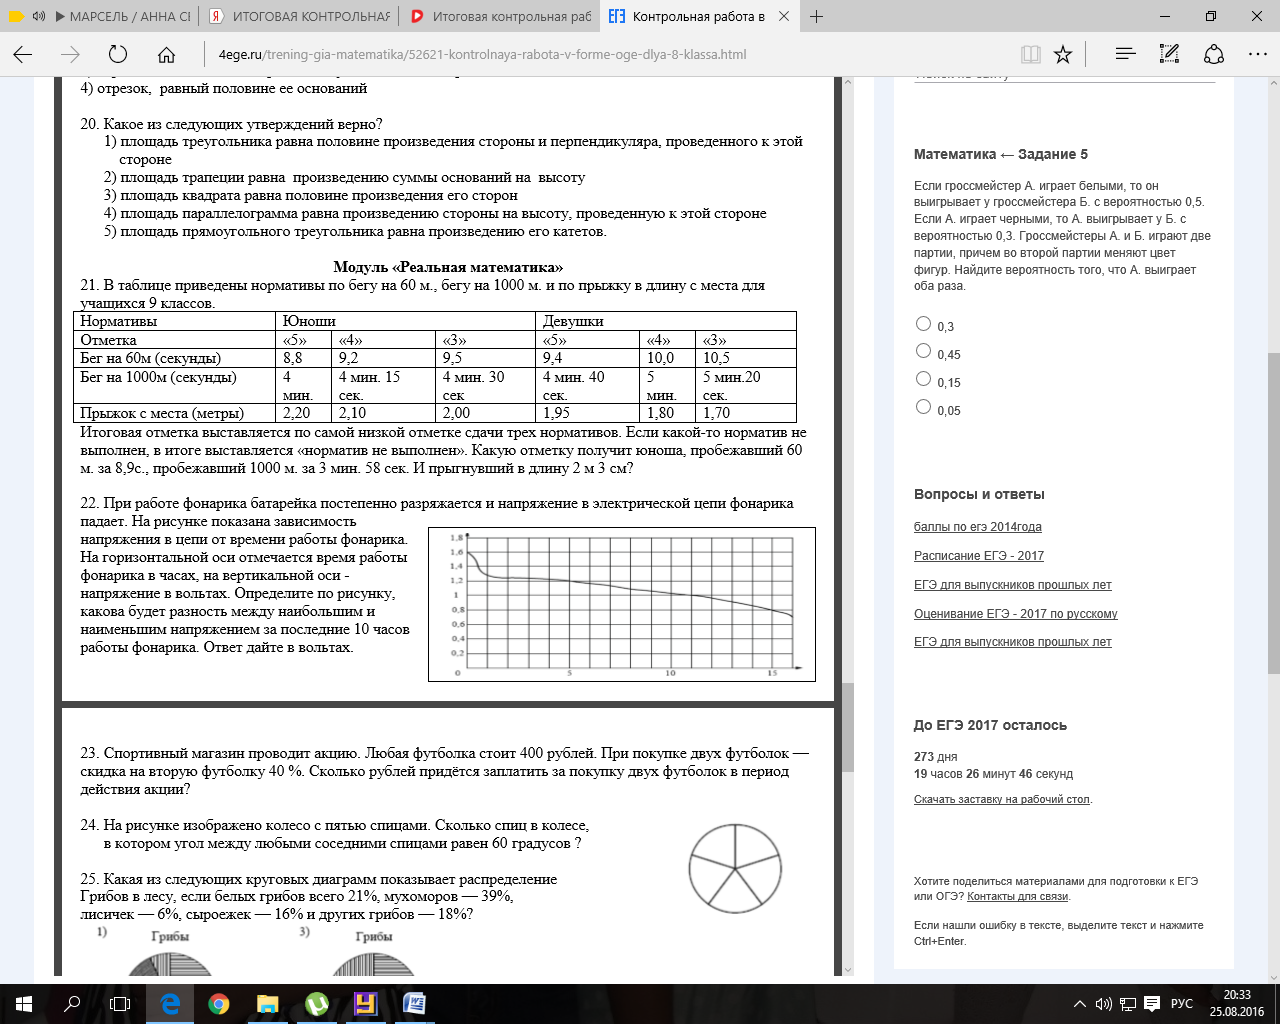 МАРСЕЛЬ / АННА СЕ
ИТОГОВАЯ КОНТРОЛЬНАЯ
Итоговая контрольная раб
Контрольная работа в
4ege.ru/trening-gia-matematika/52621-kontrolnaya-rabota-v-forme-oge-dlya-8-klassa.html
4) отрезок, равный половине ее оснований
20. Какое из следующих утверждений верно?
1) площадь треугольника равна половине произведения стороны и перпендикуляра, проведенного к этой
стороне
2) площадь трапеции равна произведению суммы оснований на высоту
3) площадь квадрата равна половине произведения его сторон
4) площадь параллелограмма равна произведению стороны на высоту, проведенную к этой стороне
5) площадь прямоугольного треугольника равна произведению его катетов.
Модуль «Реальная математика»
21. В таблице приведены нормативы по бегу на 60 м., бегу на 1000 м. и по прыжку в длину с места для
учащихся 9 классов.
Нормативы Юноши Девушки
Отметка «5» «4» «3» «5» «4» «3»
Бег на 60м (секунды) 8,8 9,2 9,5 9,4 10,0 10,5
Бег на 1000м (секунды) 4 4 мин. 15 4 мин. 30 4 мин. 40 5 5 мин.20
мин. сек. сек сек. мин. сек.
Прыжок с места (метры) 2,20 2,10 2,00 1,95 1,80 1,70
Итоговая отметка выставляется по самой низкой отметке сдачи трех нормативов. Если какой-то норматив не
выполнен, в итоге выставляется «норматив не выполнен». Какую отметку получит юноша, пробежавший 60
м. за 8,9с., пробежавший 1000 м. за 3 мин. 58 сек. И прыгнувший в длину 2 м 3 см?
22. При работе фонарика батарейка постепенно разряжается и напряжение в электрической цепи фонарика
падает. На рисунке показана зависимость
напряжения в цепи от времени работы фонарика.
На горизонтальной оси отмечается время работы
фонарика в часах, на вертикальной оси -
напряжение в вольтах. Определите по рисунку,
какова будет разность между наибольшим и
наименьшим напряжением за последние 10 часов
работы фонарика. Ответ дайте в вольтах.
1,8
1,6
1,4
1,2
1
0,8
0,6
0,4
0,2
0 5 10 15
23. Спортивный магазин проводит акцию. Любая футболка стоит 400 рублей. При покупке двух футболок —
скидка на вторую футболку 40 %. Сколько рублей придётся заплатить за покупку двух футболок в период
действия акции?
24. На рисунке изображено колесо с пятью спицами. Сколько спиц в колесе,
в котором угол между любыми соседними спицами равен 60 градусов ?
25. Какая из следующих круговых диаграмм показывает распределение
Грибов в лесу, если белых грибов всего 21%, мухоморов — 39%,
лисичек — 6%, сыроежек — 16% и других грибов — 18%?
1) Грибы 3) Грибы
Математика ← Задание 5
Если гроссмейстер А. играет белыми, то он
выигрывает у гроссмейстера Б. с вероятностью 0,5.
Если А. играет черными, то А. выигрывает у Б. с
вероятностью 0,3. Гроссмейстеры А. и Б. играют две
партии, причем во второй партии меняют цвет
фигур. Найдите вероятность того, что А. выиграет
оба раза.
0,3
0,45
0,15
0,05
Вопросы и ответы
баллы по егэ 2014года
Расписание ЕГЭ - 2017
ЕГЭ для выпускников прошлых лет
Оценивание ЕГЭ - 2017 по русскому
ЕГЭ для выпускников прошлых лет
До ЕГЭ 2017 осталось
273 дня
19 часов 26 минут 46 секунд
Скачать заставку на рабочий стол.
Хотите поделиться материалами для подготовки к ЕГЭ
или ОГЭ? Контакты для связи.
Если нашли ошибку в тексте, выделите текст и нажмите
Ctrl+Enter.
РУС
20:33
25.08.2016